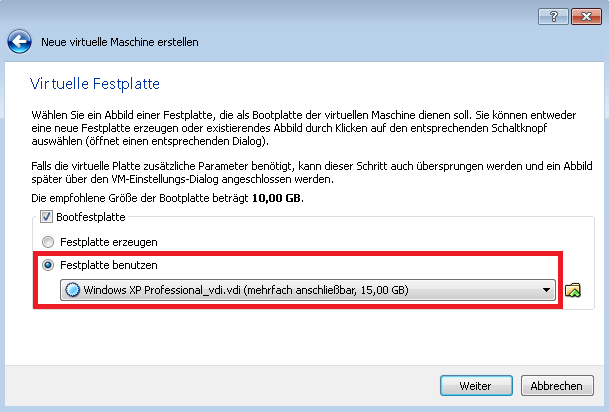 Neue virtuelle Maschine erstellen
Virtuelle Festplatte
Wählen Sie ein Abbild einer Festplatte, die als Bootplatte der virtuellen Maschine dienen soll. Sie können entweder
eine neue Festplatte erzeugen oder existierendes Abbild durch Klicken auf den entsprechenden Schaltknopf
auswählen (öffnet einen entsprechenden Dialog).
Falls die virtuelle Platte zusätzliche Parameter benötigt, kann dieser Schritt auch übersprungen werden und ein Abbild
später über den VM-Einstellungs-Dialog angeschlossen werden.
Die empfohlene Größe der Bootplatte beträgt 10,00 GB.
Bootfestplatte
Festplatte erzeugen
Festplatte benutzen
Windows XP Professional_vdi.vdi (mehrfach anschließbar, 15,00 GB)
Weiter
Abbrechen